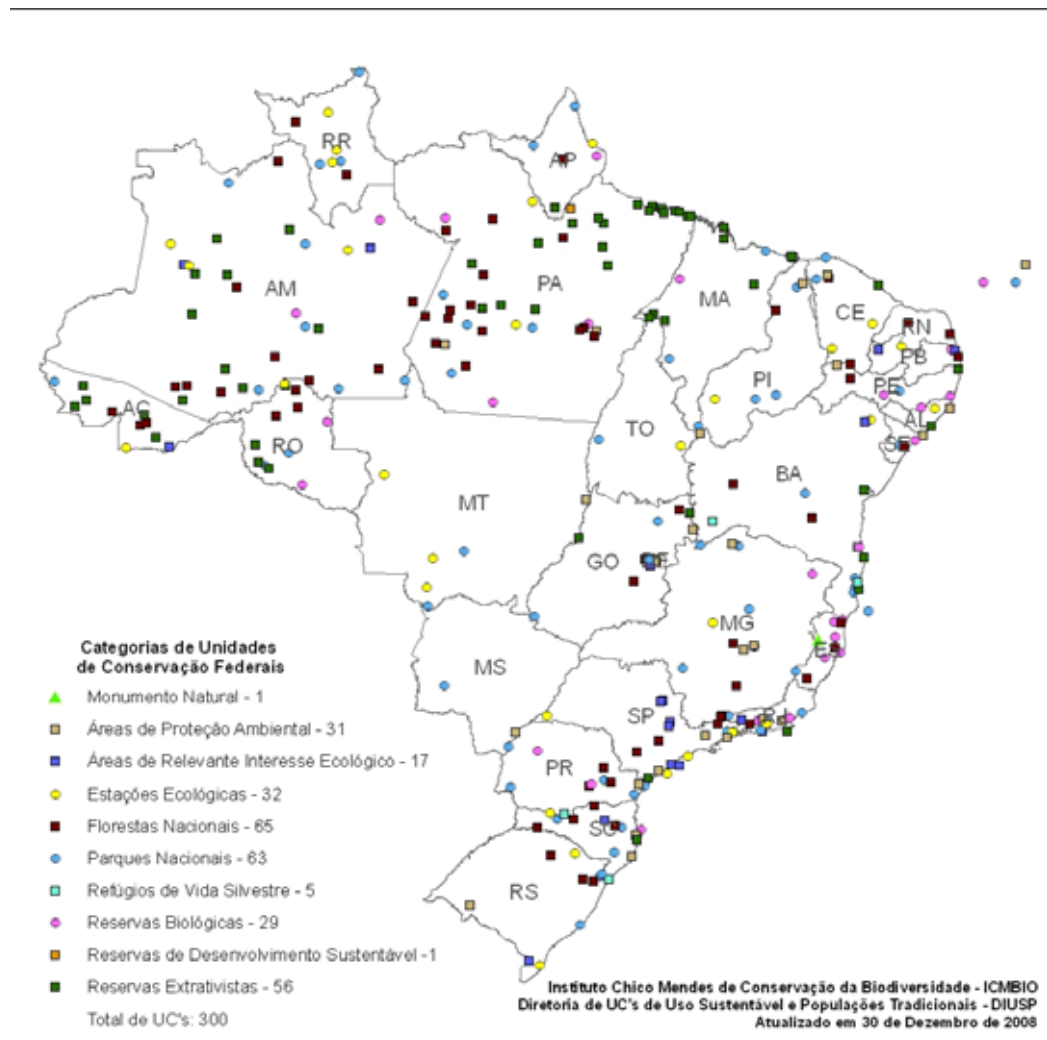 RR
AP
AM
PA
MA
CE
RN
PB
PI
PE
AC
AL
TO
SE
RO
BA
MT
GO
DF
MG
ES
MS
SP
RJ
PR
SC
RS
Categorias de Unidades
de Conservação Federais
Monumento Natural - 1
Áreas de Proteção Ambiental - 31
Áreas de Relevante Interesse Ecológico - 17
Estações Ecológicas - 32
Florestas Nacionais - 65
Parques Nacionais - 63
Refúgios de Vida Silvestre - 5
Reservas Biológicas - 29
Reservas de Desenvolvimento Sustentável -1
Reservas Extrativistas - 56
Total de UC's: 300
Instituto Chico Mendes de Conservação da Biodiversidade - ICMBIO
Diretoria de UC's de Uso Sustentável e Populações Tradicionais - DIUSP
Atualizado em 30 de Dezembro de 2008